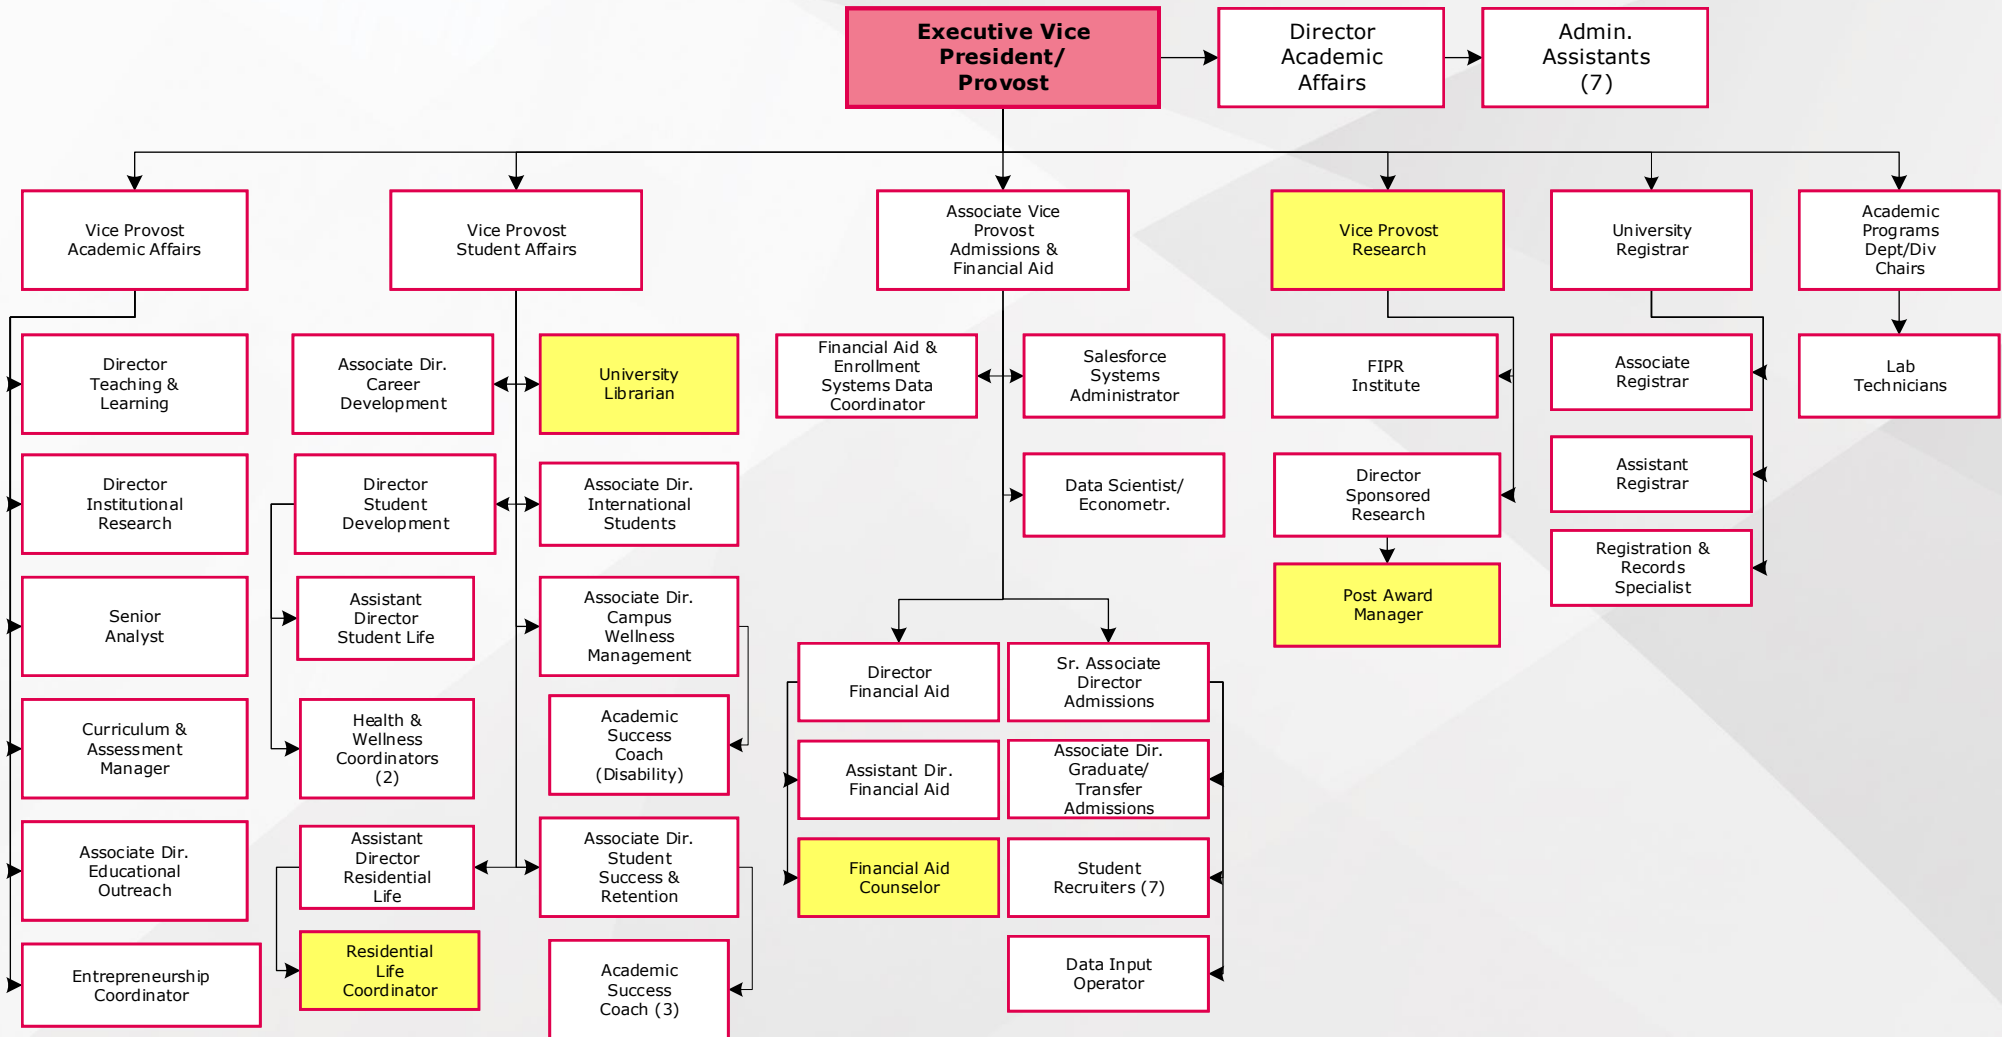 Executive Vice
President/
Provost
Director
Academic
Affairs
Admin.
Assistants
(7)
Vice Provost
Academic Affairs
Vice Provost
Student Affairs
Associate Vice
Provost
Admissions &
Financial Aid
Vice Provost
Research
University
Registrar
Academic
Programs
Dept/Div
Chairs
Director
Teaching &
Learning
Associate Dir.
Career
Development
University
Librarian
Financial Aid &
Enrollment
Systems Data
Coordinator
Salesforce
Systems
Administrator
FIPR
Institute
Associate
Registrar
Lab
Technicians
Director
Institutional
Research
Director
Student
Development
Associate Dir.
International
Students
Data Scientist/
Econometr.
Director
Sponsored
Research
Assistant
Registrar
Registration &
Records
Specialist
Senior
Analyst
Assistant
Director
Student Life
Associate Dir.
Campus
Wellness
Management
Post Award
Manager
Director
Financial Aid
Sr. Associate
Director
Admissions
Curriculum &
Assessment
Manager
Health &
Wellness
Coordinators
(2)
Academic
Success
Coach
(Disability)
Assistant Dir.
Financial Aid
Associate Dir.
Graduate/
Transfer
Admissions
Associate Dir.
Educational
Outreach
Assistant
Director
Residential
Life
Associate Dir.
Student
Success &
Retention
Financial Aid
Counselor
Student
Recruiters (7)
Entrepreneurship
Coordinator
Residential
Life
Coordinator
Academic
Success
Coach (3)
Data Input
Operator